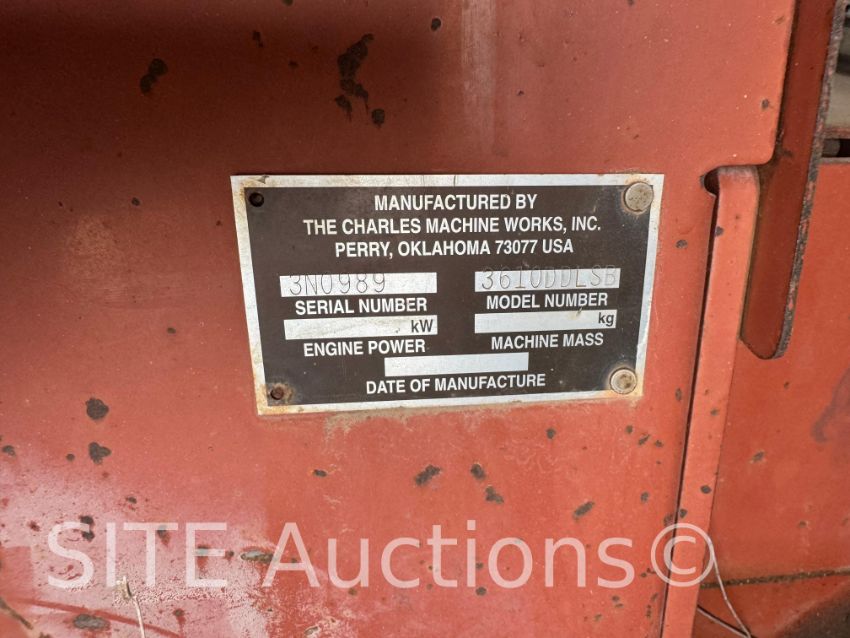 MANUFACTURED BY
THE CHARLES MACHINE WORKS, INC.
PERRY, OKLAHOMA 73077 USA
3N0989 3610DDLSB
SERIAL NUMBER MODEL NUMBER
kW kg
ENGINE POWER MACHINE MASS
DATE OF MANUFACTURE
SITE Auctions©